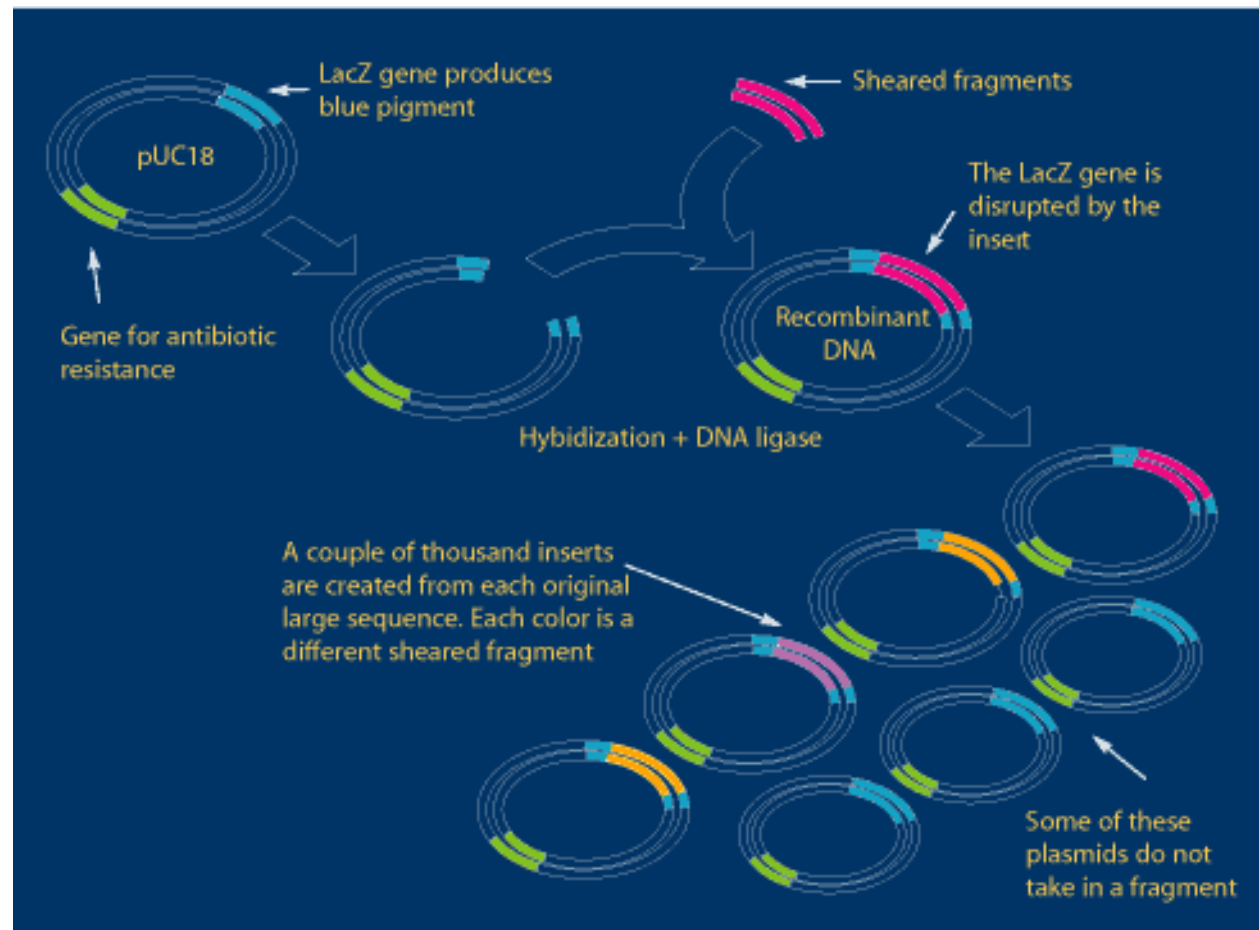 LacZ gene produces
blue pigment
Sheared fragments
pUC18
The LacZ gene is
disrupted by the
insert
Gene for antibiotic
resistance
Recombinant
DNA
Hybidization + DNA ligase
A couple of thousand inserts
are created from each original
large sequence. Each color is a
different sheared fragment
Some of these
plasmids do not
take in a fragment